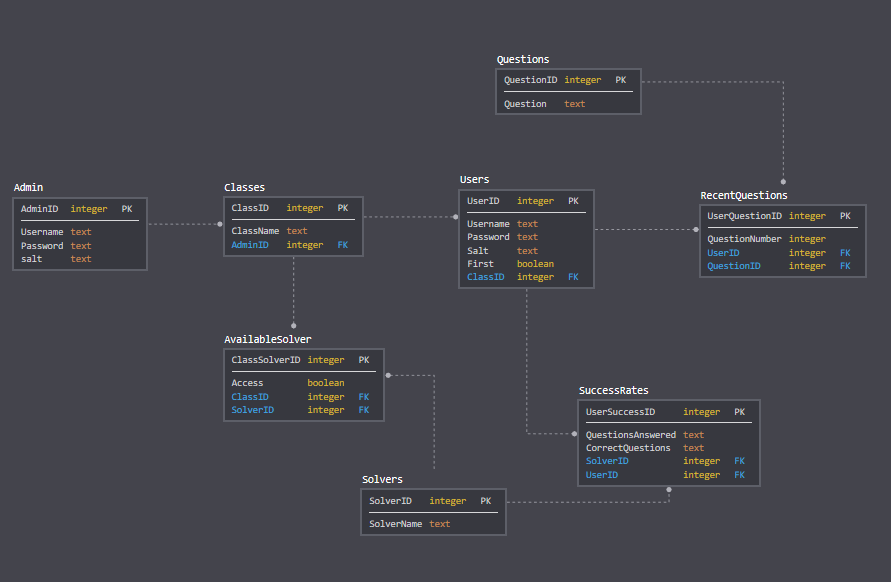 Questions
QuestionID integer PK
Question text
Admin
AdminID integer PK
Username text
Password text
salt text
Classes
ClassID integer PK
ClassName text
AdminID integer FK
Users
UserID integer PK
Username text
Password text
Salt text
First boolean
ClassID integer FK
RecentQuestions
UserQuestionID integer PK
QuestionNumber integer
UserID integer FK
QuestionID integer FK
AvailableSolver
ClassSolverID integer PK
Access boolean
ClassID integer FK
SolverID integer FK
SuccessRates
UserSuccessID integer PK
QuestionsAnswered text
CorrectQuestions text
SolverID integer FK
UserID integer FK
Solvers
SolverID integer PK
SolverName text